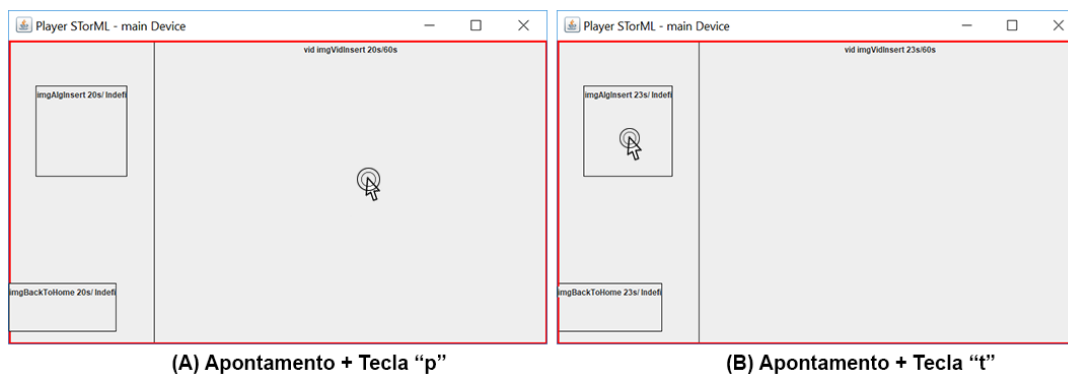 Player STorML - main Device
vid imgVidInsert 20s/60s
imgAlgInsert 20s/ Indefi
imgBackToHome 20s/ Indefi
(A) Apontamento + Tecla “p”
Player STorML - main Device
vid imgVidInsert 23s/60s
imgAlgInsert 23s/ Indefi
imgBackToHome 23s/ Indefi
(B) Apontamento + Tecla “t”